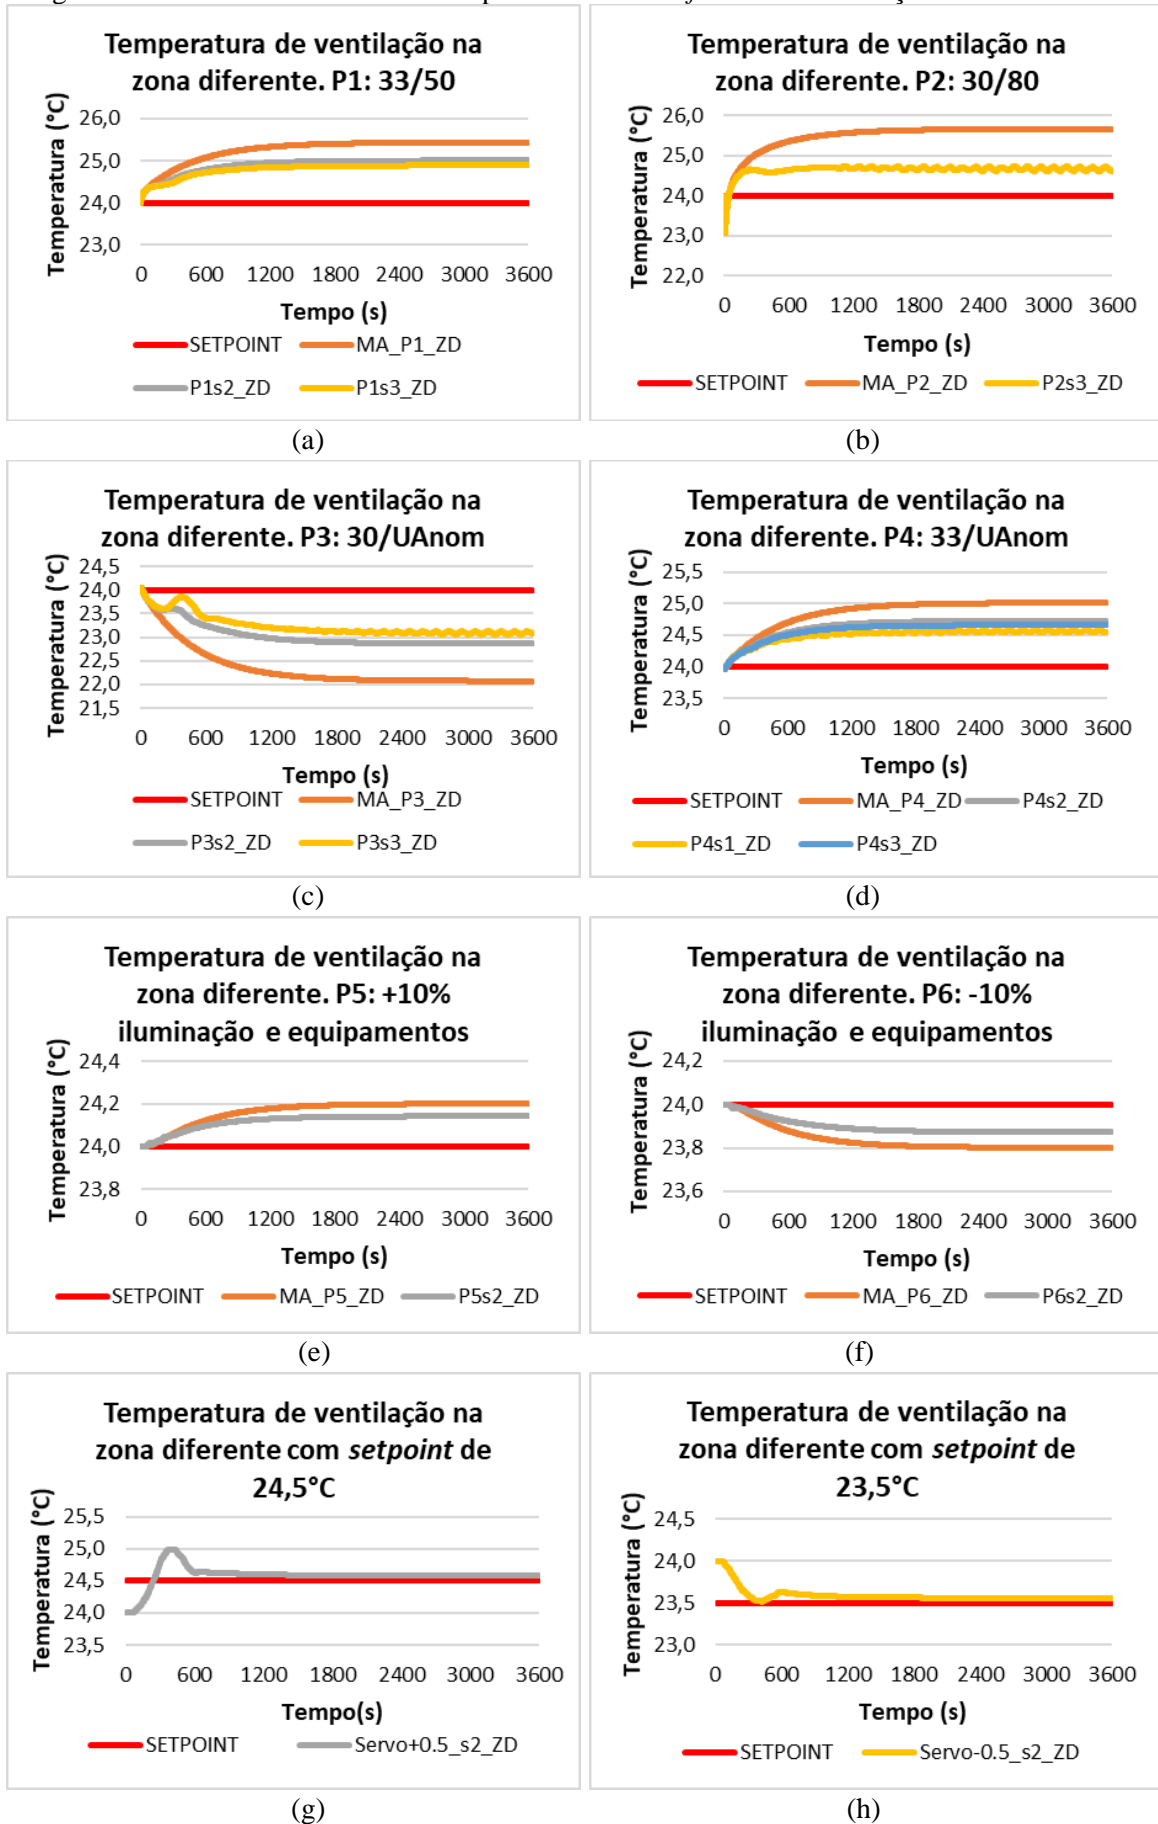 Temperatura de ventilação na
zona diferente. P1: 33/50
Temperatura (°C)
26,0
25,0
24,0
23,0
0 600 1200 1800 2400 3000 3600
Tempo (s)
SETPOINT MA_P1_ZD
P1s2_ZD P1s3_ZD
(a)
Temperatura de ventilação na
zona diferente. P2: 30/80
Temperatura (°C)
26,0
25,0
24,0
23,0
22,0
0 600 1200 1800 2400 3000 3600
Tempo (s)
SETPOINT MA_P2_ZD P2s3_ZD
(b)
Temperatura de ventilação na
zona diferente. P3: 30/UAnom
Temperatura (°C)
24,5
24,0
23,5
23,0
22,5
22,0
21,5
0 600 1200 1800 2400 3000 3600
Tempo (s)
SETPOINT MA_P3_ZD
P3s2_ZD P3s3_ZD
(c)
Temperatura de ventilação na
zona diferente. P4: 33/UAnom
Temperatura (°C)
25,5
25,0
24,5
24,0
23,5
0 600 1200 1800 2400 3000 3600
Tempo (s)
SETPOINT MA_P4_ZD P4s2_ZD
P4s1_ZD P4s3_ZD
(d)
Temperatura de ventilação na
zona diferente. P5: +10%
iluminação e equipamentos
Temperatura (°C)
24,4
24,2
24,0
23,8
0 600 1200 1800 2400 3000 3600
Tempo (s)
SETPOINT MA_P5_ZD P5s2_ZD
(e)
Temperatura de ventilação na
zona diferente. P6: -10%
iluminação e equipamentos
Temperatura (°C)
24,2
24,0
23,8
23,6
0 600 1200 1800 2400 3000 3600
Tempo (s)
SETPOINT MA_P6_ZD P6s2_ZD
(f)
Temperatura de ventilação na
zona diferente com setpoint de
24,5°C
Temperatura (°C)
25,5
25,0
24,5
24,0
23,5
0 600 1200 1800 2400 3000 3600
Tempo(s)
SETPOINT Servo+0.5_s2_ZD
(g)
Temperatura de ventilação na
zona diferente com setpoint de
23,5°C
Temperatura (°C)
24,5
24,0
23,5
23,0
0 600 1200 1800 2400 3000 3600
Tempo (s)
SETPOINT Servo-0.5_s2_ZD
(h)